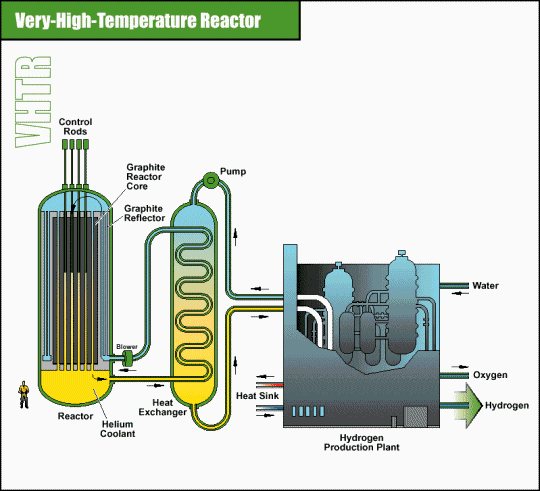 Very-High-Temperature Reactor
VHTR
Control
Rods
Graphite
Reactor
Core
Graphite
Reflector
Pump
Blower
Water
Oxygen
Heat Sink
Hydrogen
Reactor
Helium
Coolant
Heat
Exchanger
Hydrogen
Production Plant